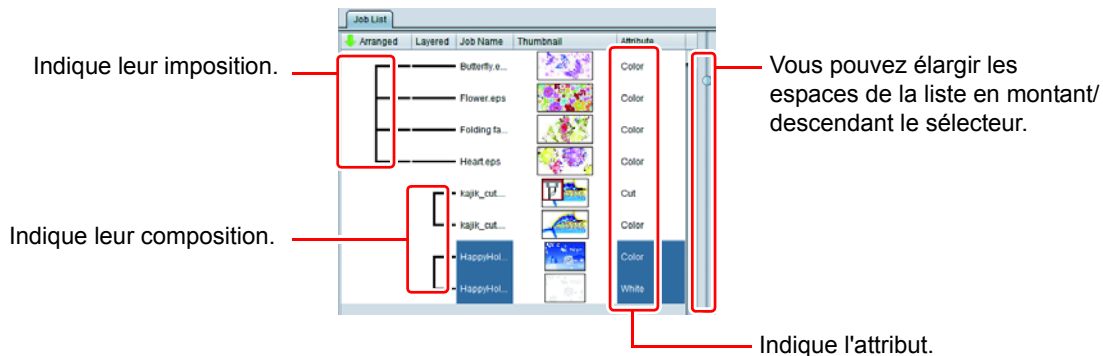 Job List
Arranged Layered Job Name Thumbnail Attribute
Butterfly.e... Color
Flower.eps Color
Folding fa... Color
Heart.eps Color
kajik_cut.... Cut
kajik_cut.... Color
HappyHol... Color
HappyHol... White
Indique leur imposition.
Indique leur composition.
Vous pouvez élargir les
espaces de la liste en montant/
descendant le sélecteur.
Indique l'attribut.